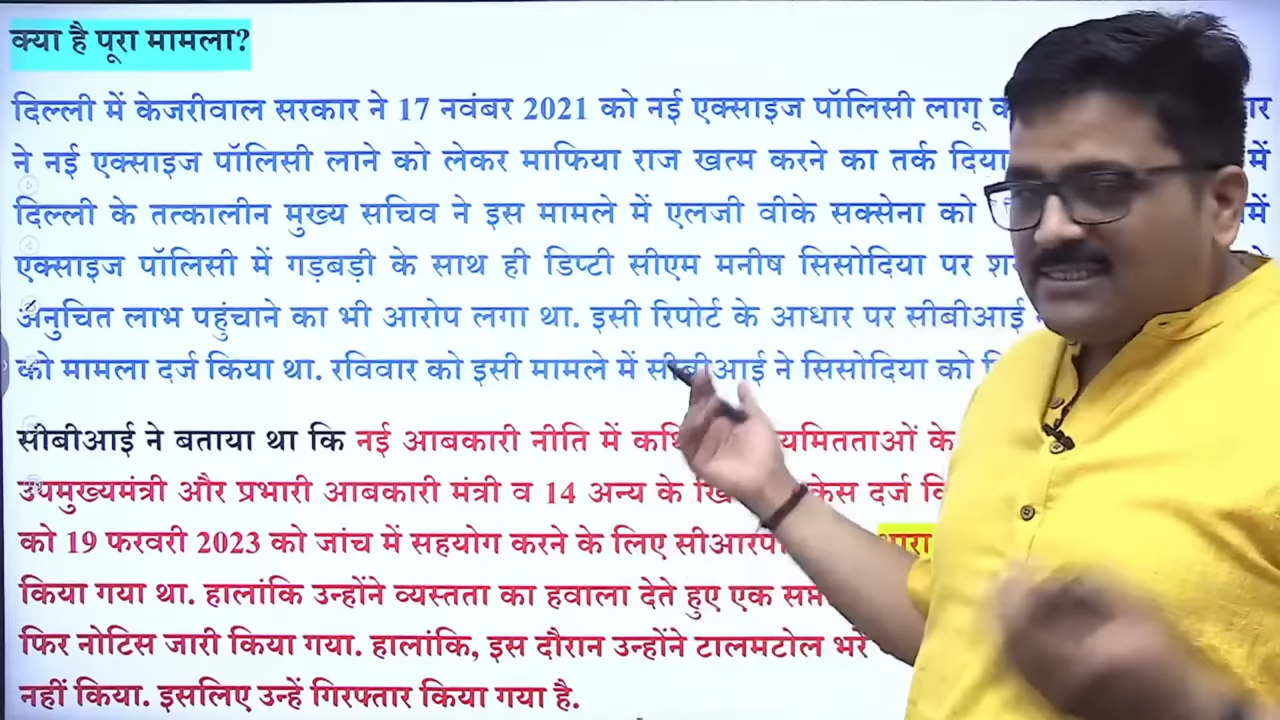 क्या है पूरा मामला?
दिल्ली में केजरीवाल सरकार ने 17 नवंबर 2021 को नई एक्साइज पॉलिसी लागू
ने नई एक्साइज पॉलिसी लाने को लेकर माफिया राज खत्म करने का तर्क दिया में
दिल्ली के तत्कालीन मुख्य सचिव ने इस मामले में एलजी वीके सक्सेना को
एक्साइज पॉलिसी में गड़बड़ी के साथ ही डिप्टी सीएम मनीष सिसोदिया पर
अनुचित लाभ पहुंचाने का भी आरोप लगा था. इसी रिपोर्ट के आधार पर सीबीआई
को मामला दर्ज किया था. रविवार को इसी मामले में सीबीआई ने सिसोदिया को
सीबीआई ने बताया था कि नई आबकारी नीति में के
उपमुख्यमंत्री और प्रभारी आबकारी मंत्री व 14 अन्य के केस दर्ज
को 19 फरवरी 2023 को जांच में सहयोग करने के लिए धारा
किया गया था. हालांकि उन्होंने व्यस्तता का हवाला देते हुए एक
फिर नोटिस जारी किया गया. हालांकि, इस दौरान उन्होंने टालमटोल भरे
नहीं किया. इसलिए उन्हें गिरफ्तार किया गया है.